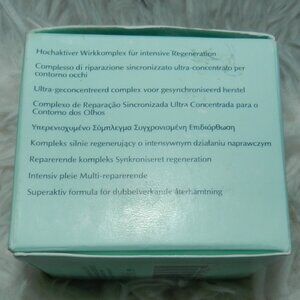 Hochaktiver Wirkkomplex für intensive Regeneration
Complesso di riparazione sincronizzato ultra-concentrato per
contorno occhi
Ultra-geconcentreerd complex voor gesynchroniseerd herstel
Complexo de Reparação Sincronizada Ultra Concentrada para o
Contorno dos Olhos
Υπερενισχυμένο Σύμπλεγμα Συγχρονισμένη Επιδιόρθωση
Kompleks silnie regenerujący o intensywnym działaniu naprawczym
Reparerende kompleks Synkroniseret regeneration
Intensiv pleie Multi-reparerende
Superaktiv formula för dubbelverkande återhämtning